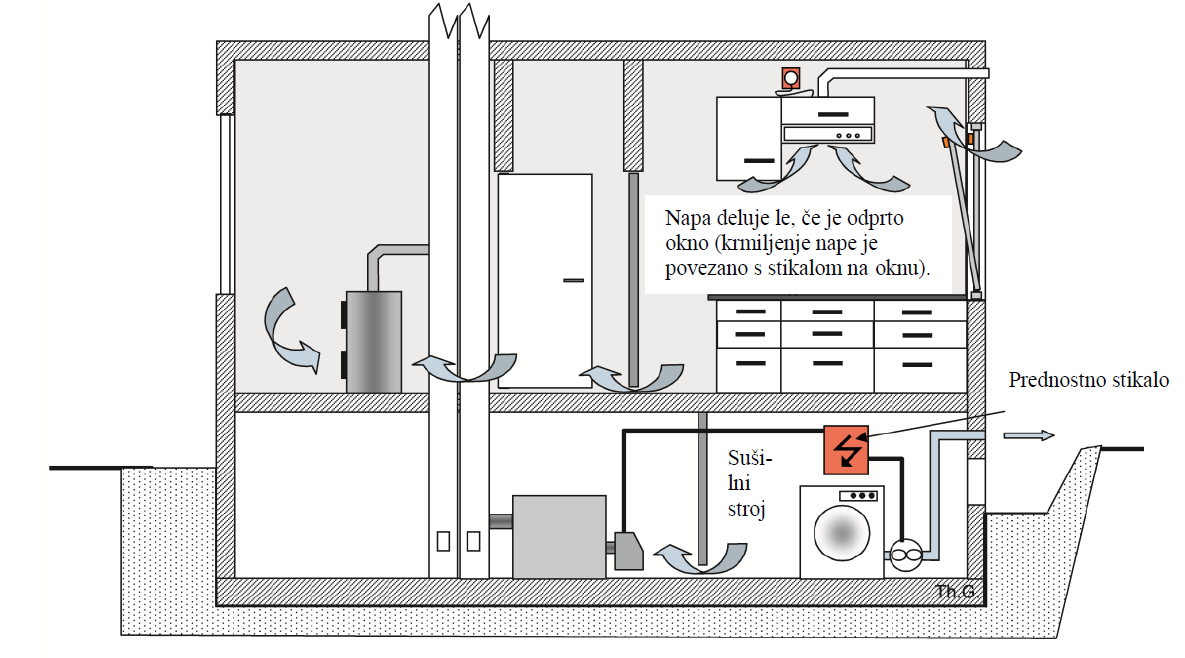 Napa deluje le, če je odprto
okno (krmiljenje nape je
povezano s stikalom na oknu).
Prednostno stikalo
Suši-
lni
stroj
Th.G.